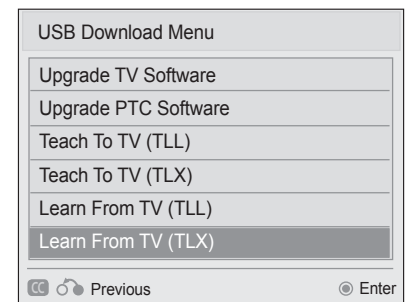 USB Download Menu
Upgrade TV Software
Upgrade PTC Software
Teach To TV (TLL)
Teach To TV (TLX)
Learn From TV (TLL)
Learn From TV (TLX)
CC Previous Enter